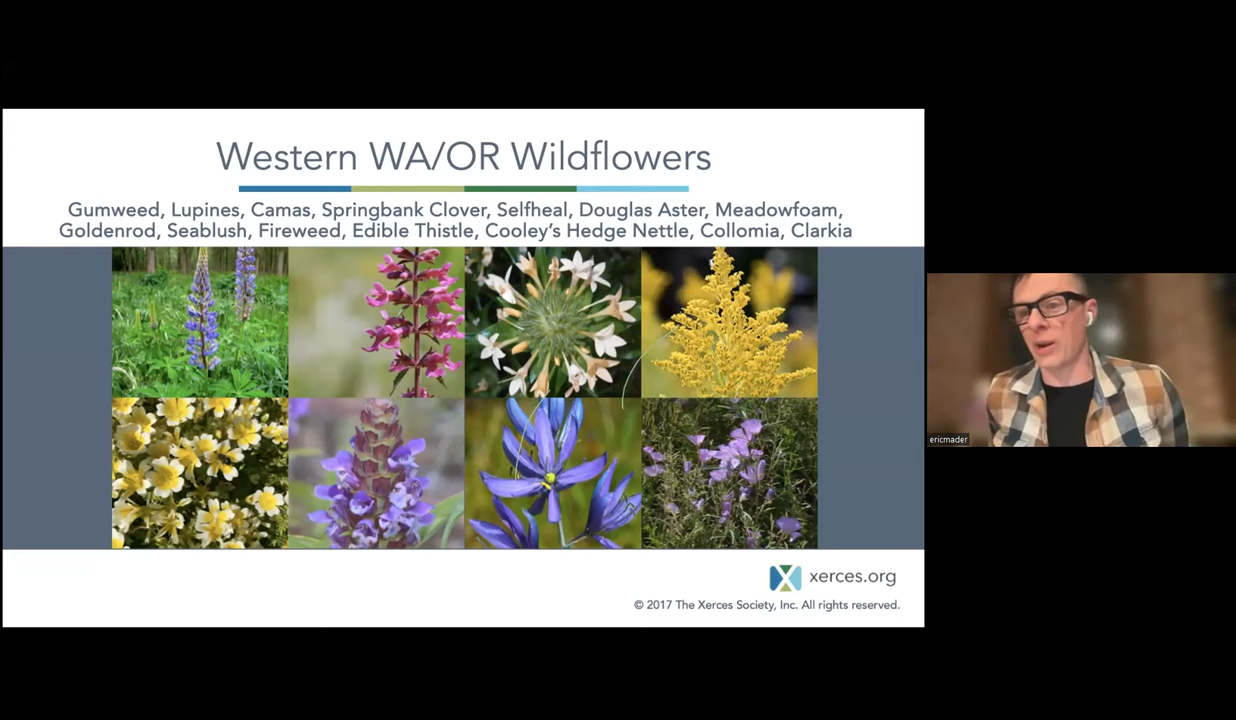 Western WA/OR Wildflowers
Gumweed, Lupines, Camas, Springbank Clover, Selfheal, Douglas Aster, Meadowfoam,
Goldenrod, Seablush, Fireweed, Edible Thistle, Cooley's Hedge Nettle, Collomia, Clarkia
ericmader
xerces.org
© 2017 The Xerces Society, Inc. All rights reserved.